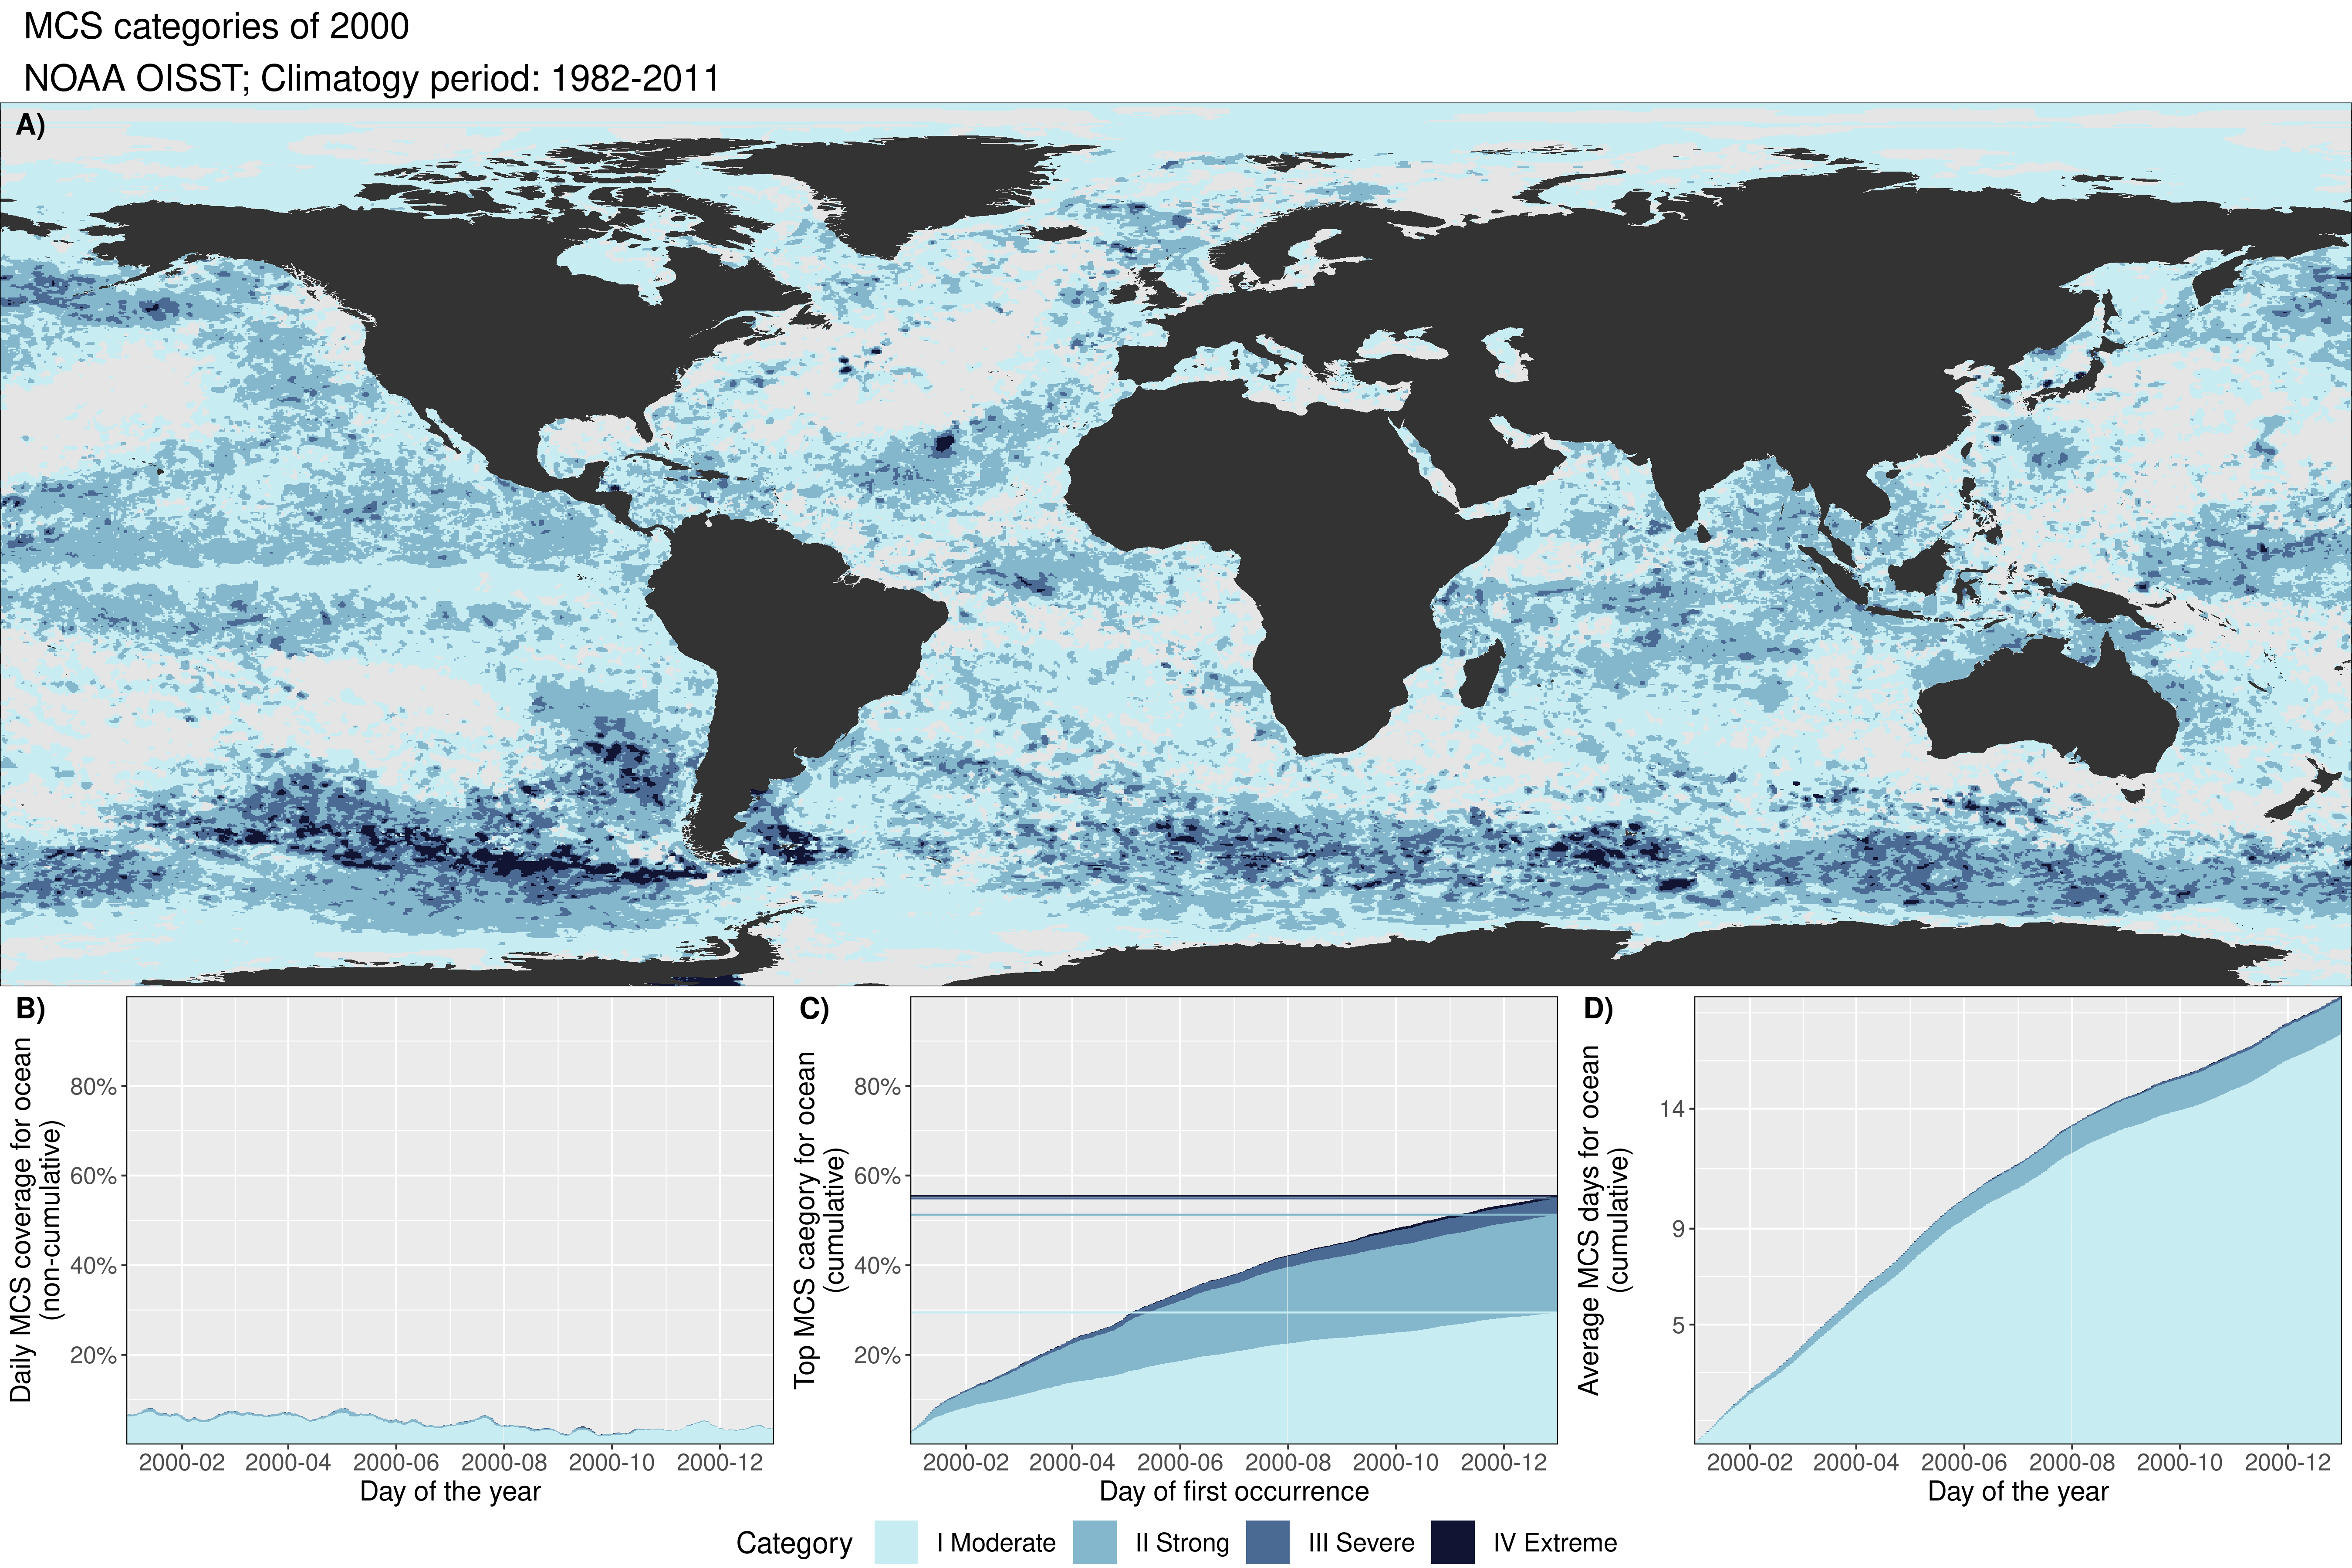 MCS categories of 2000
NOAA OISST; Climatogy period: 1982-2011
A)
B)
Daily MCS coverage for ocean
(non-cumulative)
80%
60%
40%
20%
2000-02 2000-04 2000-06 2000-08 2000-10 2000-12
Day of the year
C)
Top MCS category for ocean
(cumulative)
80%
60%
40%
20%
2000-02 2000-04 2000-06 2000-08 2000-10 2000-12
Day of first occurrence
D)
Average MCS days for ocean
(cumulative)
14
9
5
2000-02 2000-04 2000-06 2000-08 2000-10 2000-12
Day of the year
Category I Moderate II Strong III Severe IV Extreme